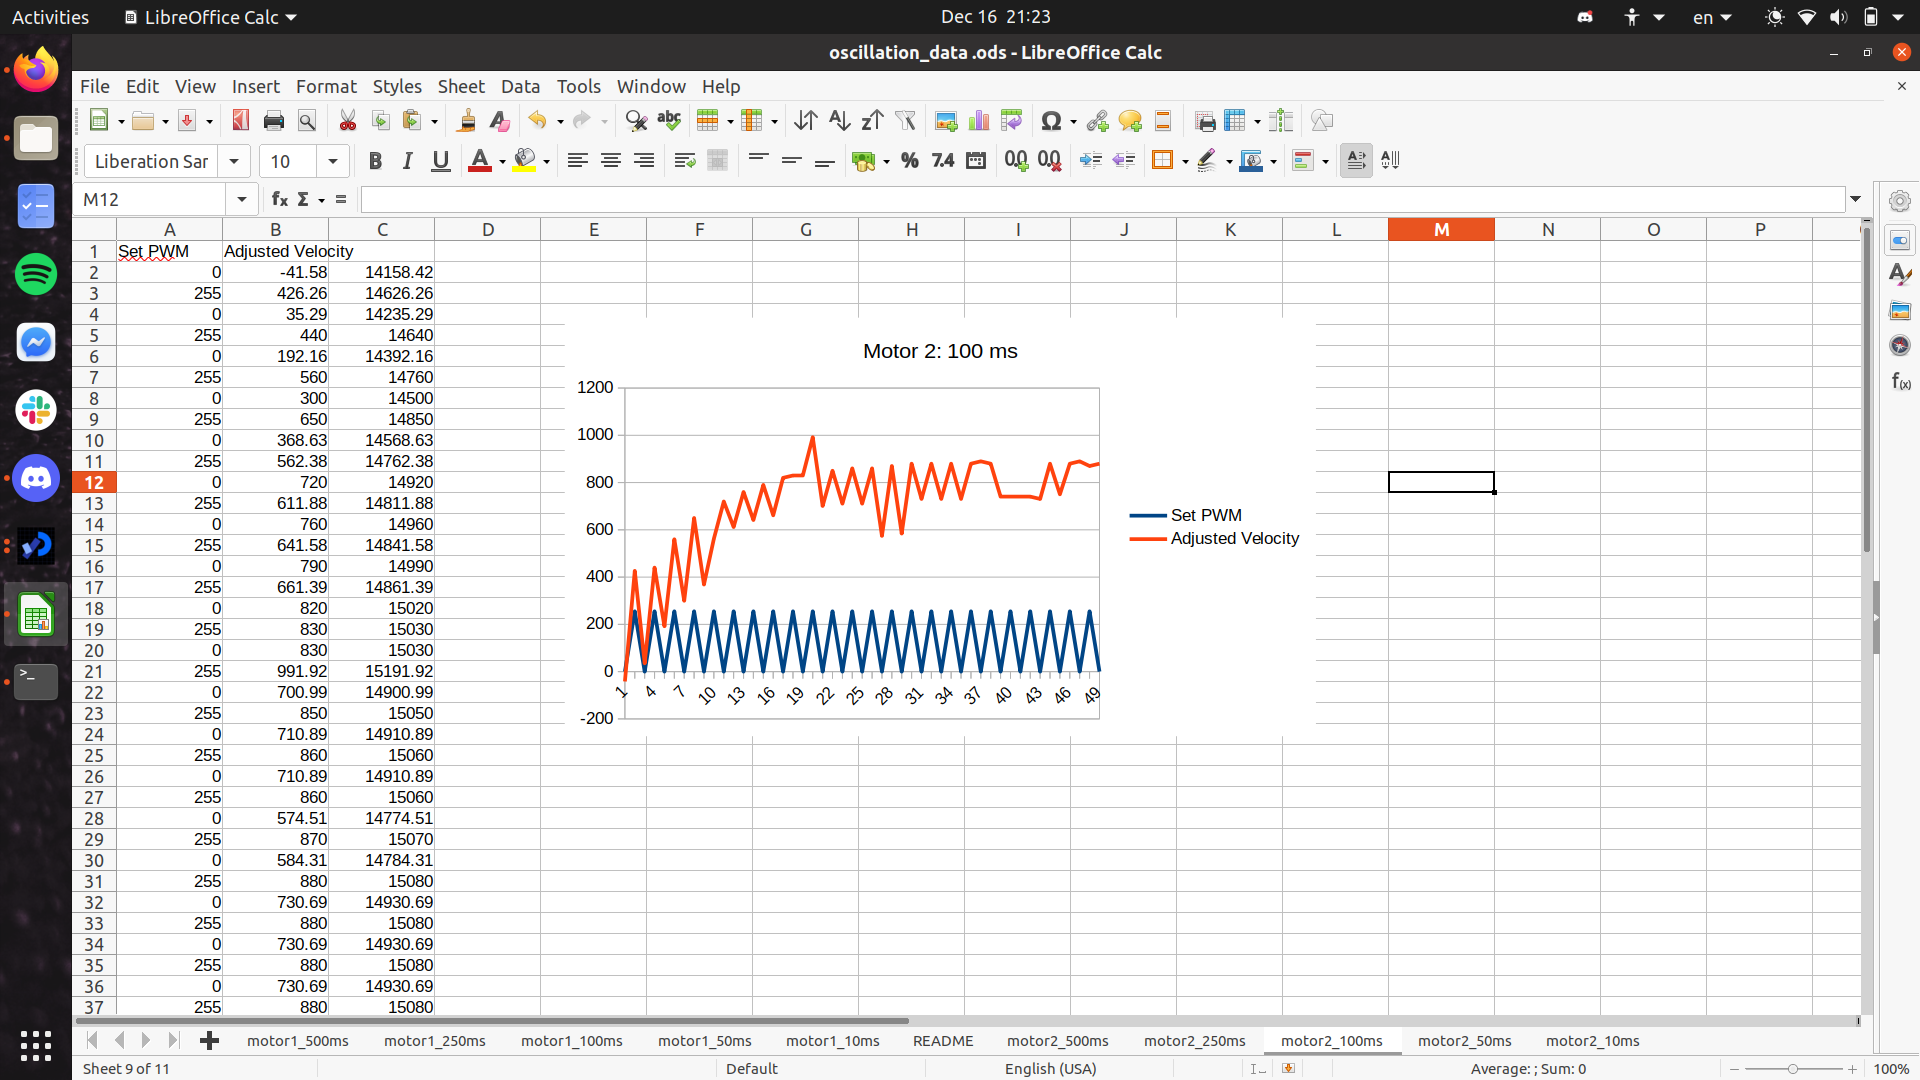 Activities LibreOffice Calc Dec 16 21:23 en
oscillation_data .ods - LibreOffice Calc
File Edit View Insert Format Styles Sheet Data Tools Window Help
Liberation Sar 10
M12
A B C D E F G H I J K L M N O P
1 Set PWM Adjusted Velocity
2 0 -41.58 14158.42
3 255 426.26 14626.26
4 0 35.29 14235.29
5 255 440 14640
6 0 192.16 14392.16
7 255 560 14760
8 0 300 14500
9 255 650 14850
10 0 368.63 14568.63
11 255 562.38 14762.38
12 0 720 14920
13 255 611.88 14811.88
14 0 760 14960
15 255 641.58 14841.58
16 0 790 14990
17 255 661.39 14861.39
18 0 820 15020
19 255 830 15030
20 0 830 15030
21 255 991.92 15191.92
22 0 700.99 14900.99
23 255 850 15050
24 0 710.89 14910.89
25 255 860 15060
26 0 710.89 14910.89
27 255 860 15060
28 0 574.51 14774.51
29 255 870 15070
30 0 584.31 14784.31
31 255 880 15080
32 0 730.69 14930.69
33 255 880 15080
34 0 730.69 14930.69
35 255 880 15080
36 0 730.69 14930.69
37 255 880 15080
Motor 2: 100 ms
1200
1000
800
600
400
200
0
-200
1 4 7 10 13 16 19 22 25 28 31 34 37 40 43 46 49
Set PWM
Adjusted Velocity
motor1_500ms motor1_250ms motor1_100ms motor1_50ms motor1_10ms README motor2_500ms motor2_250ms motor2_100ms motor2_50ms motor2_10ms
Sheet 9 of 11 Default English (USA) Average: ; Sum: 0 100%